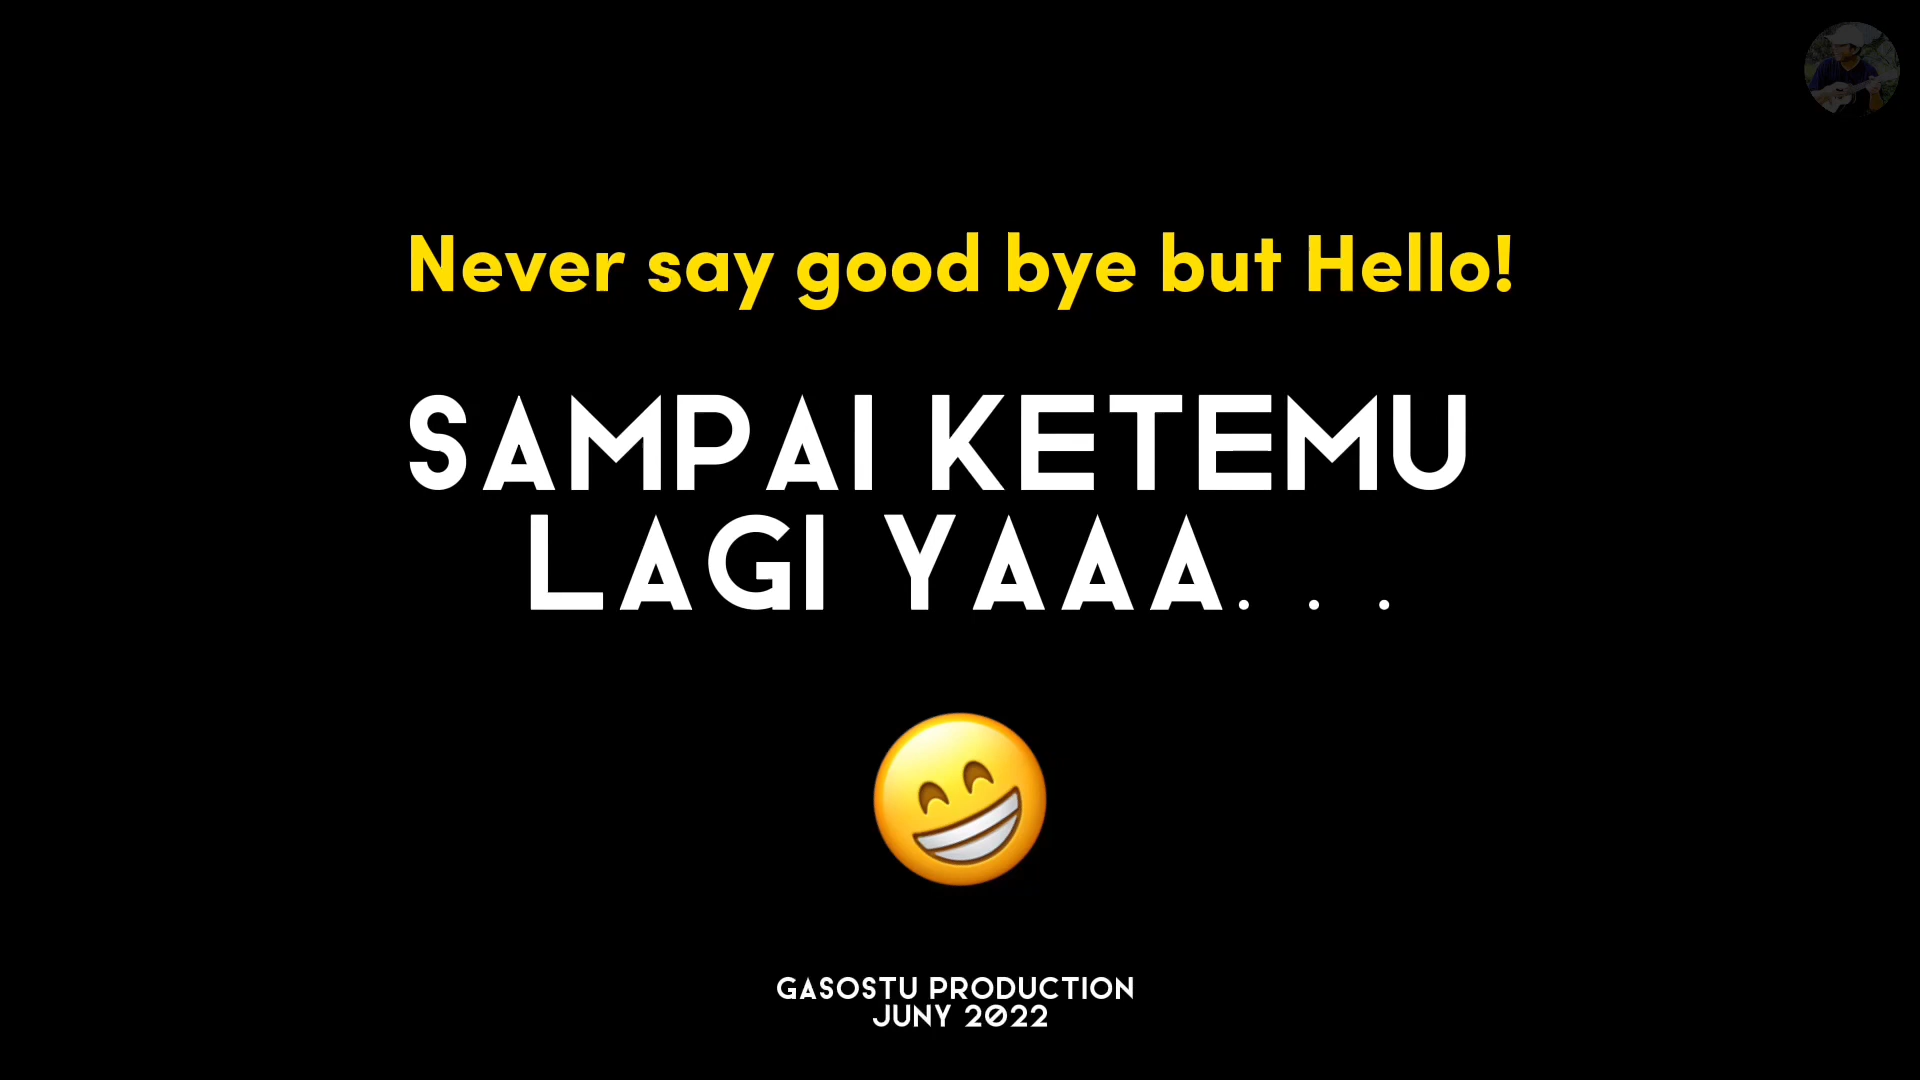 Never say good bye but Hello!
SAMPAI KETEMU
LAGI YAAA. . .
GASOSTU PRODUCTION
JUNY 2022